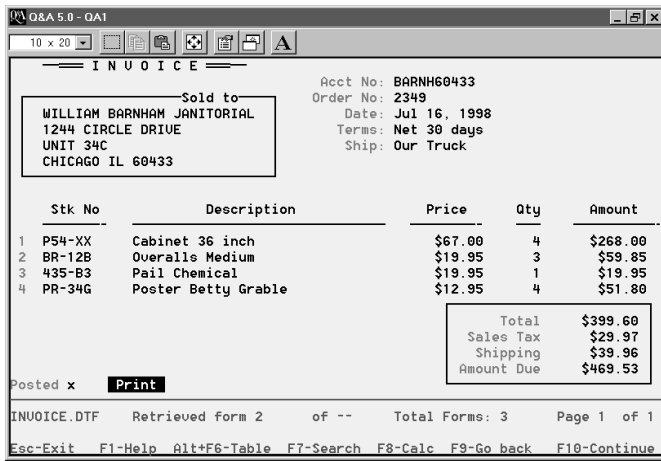 Q&A 5.0 - QA1
10 x 20
A
INVOICE
Acct No: BARNH60433
Sold to Order No: 2349
WILLIAM BARNHAM JANITORIAL Date: Jul 16, 1998
1244 CIRCLE DRIVE Terms: Net 30 days
UNIT 34C Ship: Our Truck
CHICAGO IL 60433
Stk No Description Price Qty Amount
1 P54-XX Cabinet 36 inch $67.00 4 $268.00
2 BR-12B Overalls Medium $19.95 3 $59.85
3 435-B3 Pail Chemical $19.95 1 $19.95
4 PR-34G Poster Betty Grable $12.95 4 $51.80
Total $399.60
Sales Tax $29.97
Shipping $39.96
Amount Due $469.53
Posted x Print
INVOICE.DTF Retrieved form 2 of -- Total Forms: 3 Page 1 of 1
Esc-Exit F1-Help Alt+F6-Table F7-Search F8-Calc F9-Go back F10-Continue